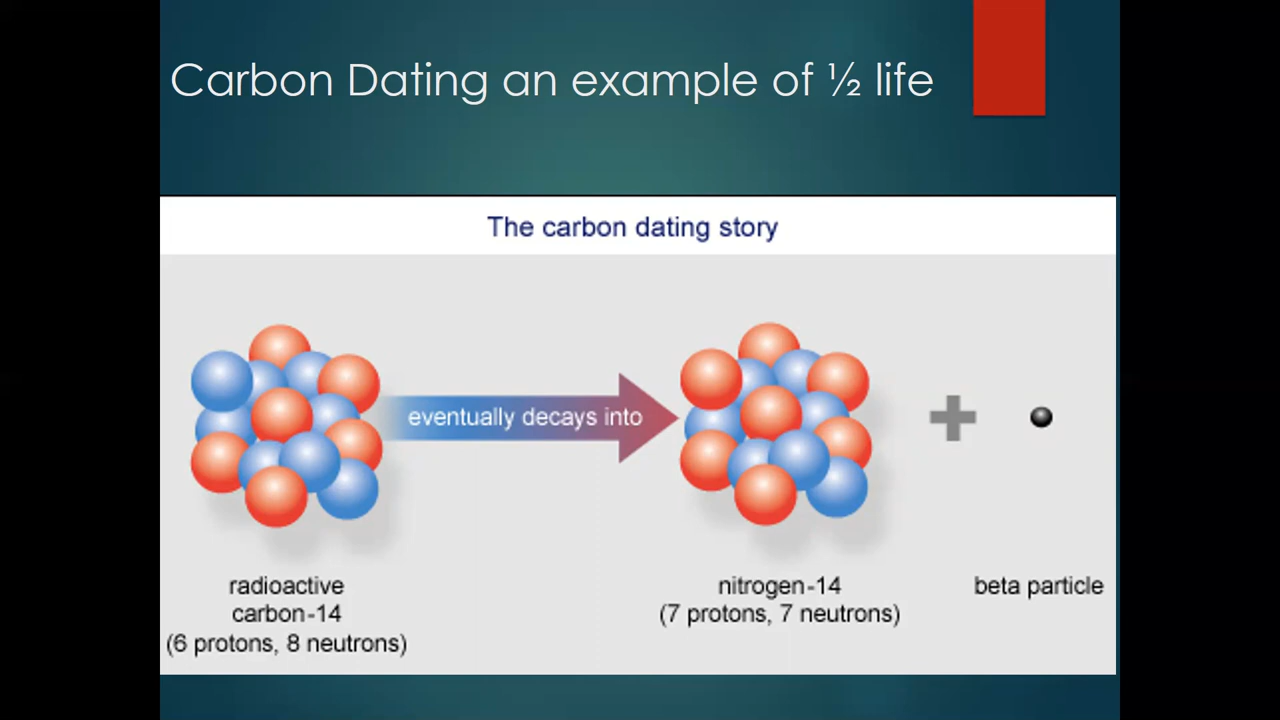 Carbon Dating an example of ½ life
The carbon dating story
eventually decays into
radioactive
carbon-14
(6 protons, 8 neutrons)
nitrogen-14
(7 protons, 7 neutrons)
beta particle